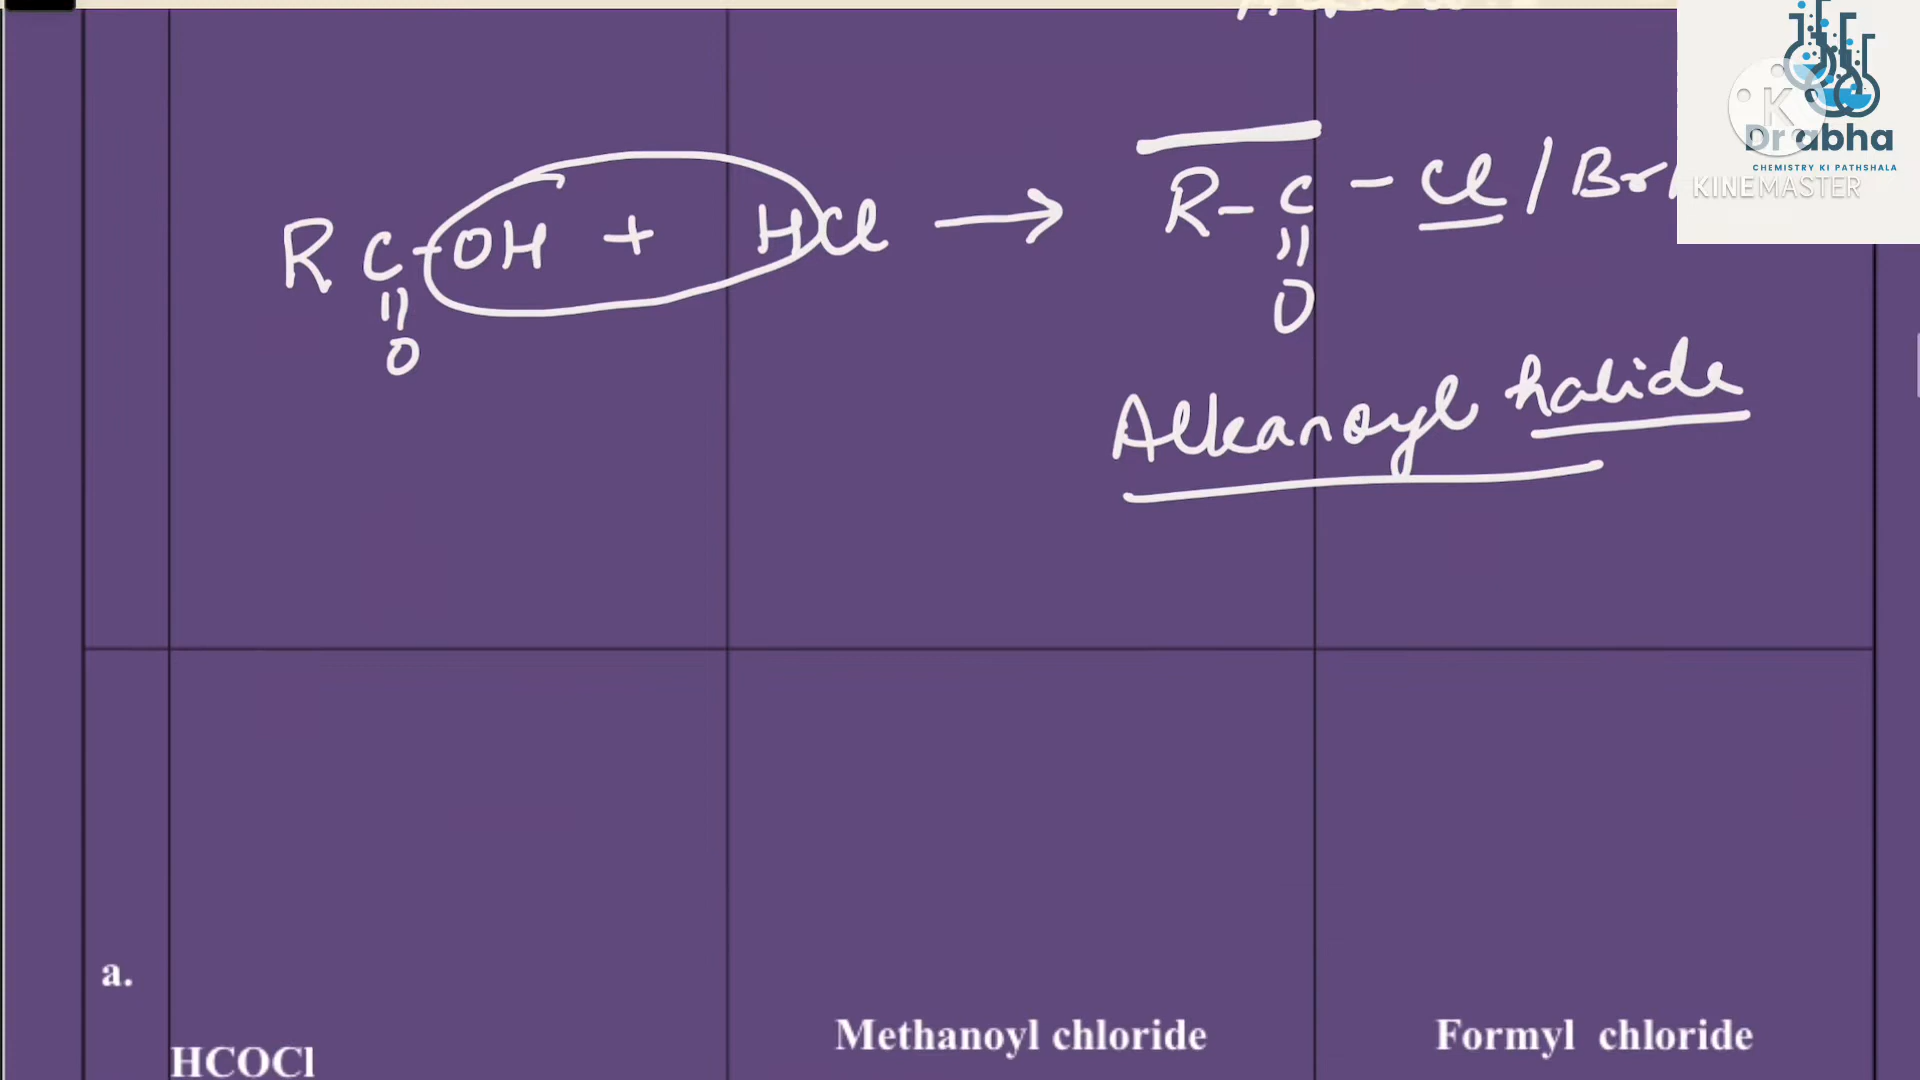 R C-OH + HCl → R-C-Cl / Br
O
O
Alkanoyl halide
a.
Methanoyl chloride
Formyl chloride
HCOCl
Dr abha
CHEMISTRY KI PATHSHALA
K
KINEMASTER